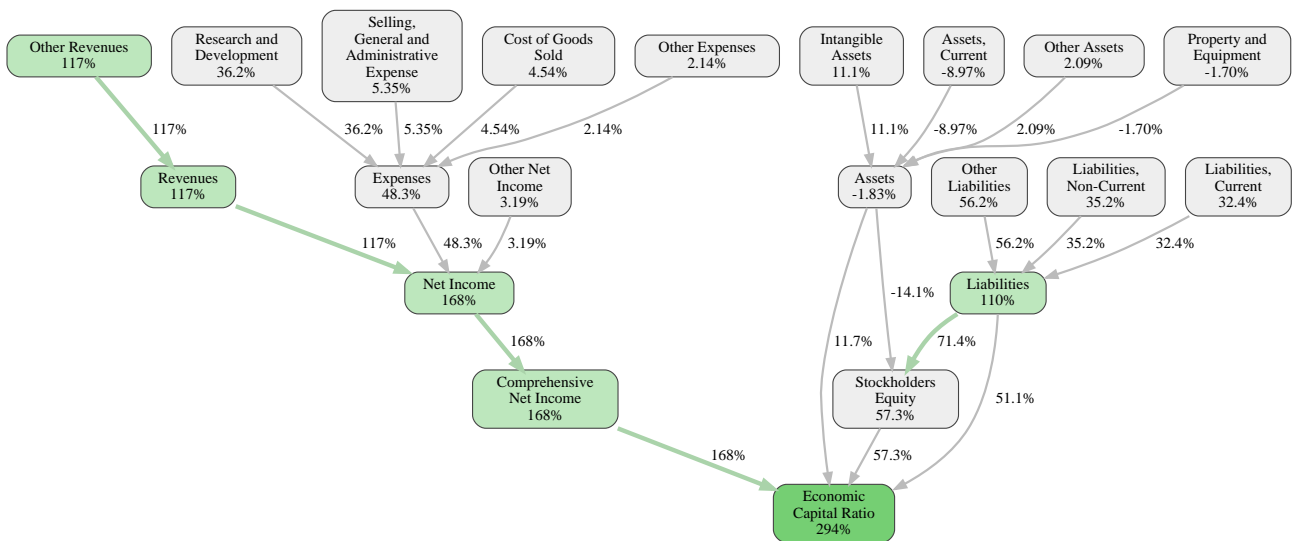 Other Revenues
117%
Research and
Development
36.2%
Selling,
General and
Administrative
Expense
5.35%
Cost of Goods
Sold
4.54%
Other Expenses
2.14%
Intangible
Assets
11.1%
Assets,
Current
-8.97%
Other Assets
2.09%
Property and
Equipment
-1.70%
117%
36.2%
5.35%
4.54%
2.14%
11.1%
-8.97%
2.09%
-1.70%
Revenues
117%
Expenses
48.3%
Other Net
Income
3.19%
Assets
-1.83%
Other
Liabilities
56.2%
Liabilities,
Non-Current
35.2%
Liabilities,
Current
32.4%
117%
48.3%
3.19%
56.2%
35.2%
32.4%
Net Income
168%
-14.1%
Liabilities
110%
168%
11.7%
71.4%
Comprehensive
Net Income
168%
Stockholders
Equity
57.3%
51.1%
168%
57.3%
Economic
Capital Ratio
294%